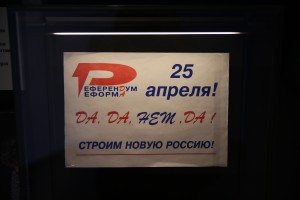 РЕФЕРЕНДУМ
РЕФОРМА
25
апреля!
ДА, ДА, НЕТ, ДА!
СТРОИМ НОВУЮ РОССИЮ!